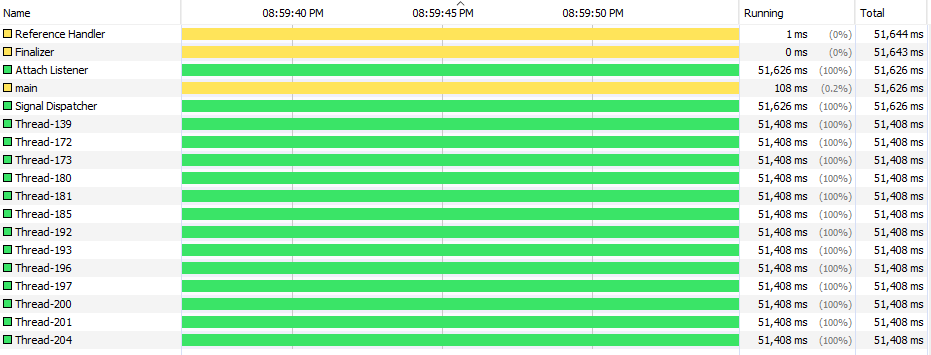 Name 08:59:40 PM 08:59:45 PM 08:59:50 PM Running Total
Reference Handler 1 ms (0%) 51,644 ms
Finalizer 0 ms (0%) 51,643 ms
Attach Listener 51,626 ms (100%) 51,626 ms
main 108 ms (0.2%) 51,626 ms
Signal Dispatcher 51,626 ms (100%) 51,626 ms
Thread-139 51,408 ms (100%) 51,408 ms
Thread-172 51,408 ms (100%) 51,408 ms
Thread-173 51,408 ms (100%) 51,408 ms
Thread-180 51,408 ms (100%) 51,408 ms
Thread-181 51,408 ms (100%) 51,408 ms
Thread-185 51,408 ms (100%) 51,408 ms
Thread-192 51,408 ms (100%) 51,408 ms
Thread-193 51,408 ms (100%) 51,408 ms
Thread-196 51,408 ms (100%) 51,408 ms
Thread-197 51,408 ms (100%) 51,408 ms
Thread-200 51,408 ms (100%) 51,408 ms
Thread-201 51,408 ms (100%) 51,408 ms
Thread-204 51,408 ms (100%) 51,408 ms